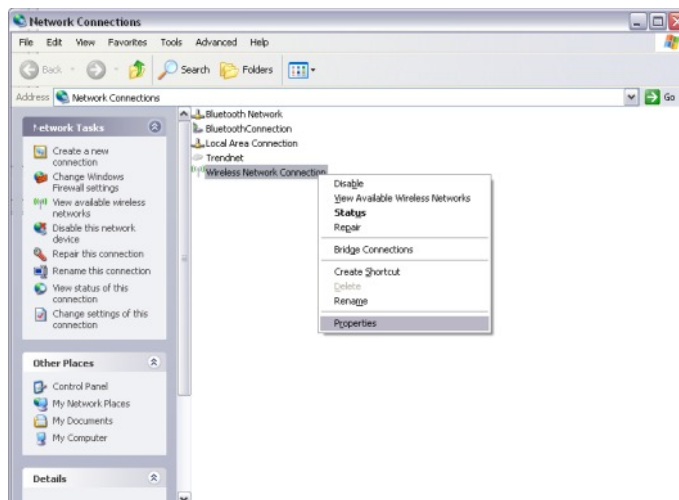 Network Connections
File Edit View Favorites Tools Advanced Help
Back Search Folders
Address Network Connections Go
Network Tasks
Create a new
connection
Change Windows
Firewall settings
View available wireless
networks
Disable this network
device
Repair this connection
Rename this connection
View status of this
connection
Change settings of this
connection
Other Places
Control Panel
My Network Places
My Documents
My Computer
Details
Bluetooth Network
BluetoothConnection
Local Area Connection
Trendnet
Wireless Network Connection
Disable
View Available Wireless Networks
Status
Repair
Bridge Connections
Create Shortcut
Delete
Rename
Properties